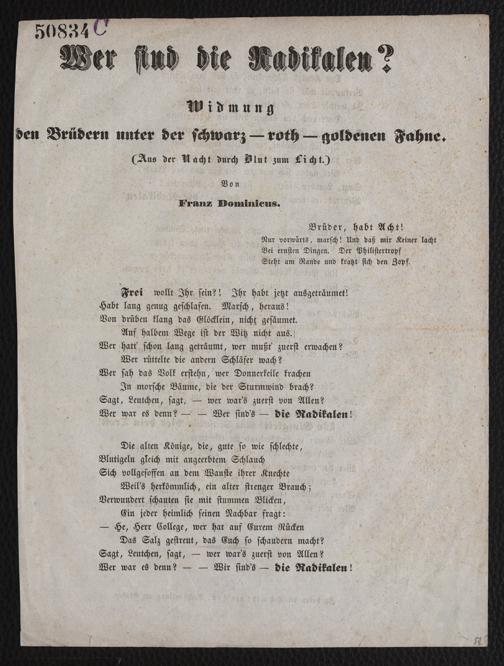 50834 C
Wer sind die Radikalen?
Widmung
den Brüdern unter der schwarz — roth — goldenen Fahne.
(Aus der Nacht durch Blut zum Licht.)
Von
Franz Dominicus.
Brüder, habt Acht!
Nur vorwärts, marsch! Und daß mir Keiner lacht
Bei ernsten Dingen. Der Philistertropf
Steht am Rande und kratzt sich den Zopf.
Frei wollt Ihr sein?! Ihr habt jetzt ausgeträumet!
Habt lang genug geschlafen. Marsch, heraus!
Von drüben klang das Glöcklein, nicht gesäumet.
Auf halbem Wege ist der Witz nicht aus.
Wer hatt' schon lang geträumt, wer mußt' zuerst erwachen?
Wer rüttelte die andern Schläfer wach?
Wer sah das Volk erstehn, wer Donnerkeile krachen
In morsche Bäume, die der Sturmwind brach?
Sagt, Leutchen, sagt, — wer war's zuerst von Allen?
Wer war es denn? — — Wer sind's — die Radikalen!
Die alten Könige, die, gute so wie schlechte,
Blutigeln gleich mit angeerbtem Schlauch
Sich vollgesoffen an dem Wanste ihrer Knechte
Weil's herkömmlich, ein alter strenger Brauch;
Verwundert schauten sie mit stummen Blicken,
Ein jeder heimlich seinen Nachbar fragt:
— He, Herr College, wer hat auf Eurem Rücken
Das Salz gestreut, das Euch so schaudern macht?
Sagt, Leutchen, sagt, — wer war's zuerst von Allen?
Wer war es denn? — — Wir sind's — die Radikalen!